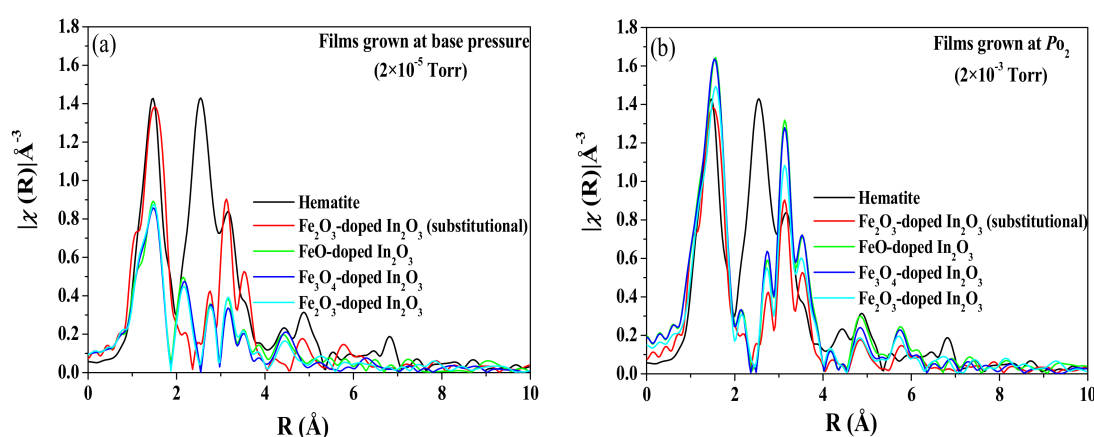 (a)
Films grown at base pressure
(2×10⁻⁵ Torr)
|χ(R)|Å⁻³
1.8
1.6
1.4
1.2
1.0
0.8
0.6
0.4
0.2
0.0
Hematite
Fe₂O₃-doped In₂O₃ (substitutional)
FeO-doped In₂O₃
Fe₃O₄-doped In₂O₃
Fe₂O₃-doped In₂O₃
0 2 4 6 8 10
R (Å)
(b)
Films grown at Po₂
(2×10⁻³ Torr)
|χ(R)|Å⁻³
1.8
1.6
1.4
1.2
1.0
0.8
0.6
0.4
0.2
0.0
Hematite
Fe₂O₃-doped In₂O₃ (substitutional)
FeO-doped In₂O₃
Fe₃O₄-doped In₂O₃
Fe₂O₃-doped In₂O₃
0 2 4 6 8 10
R (Å)